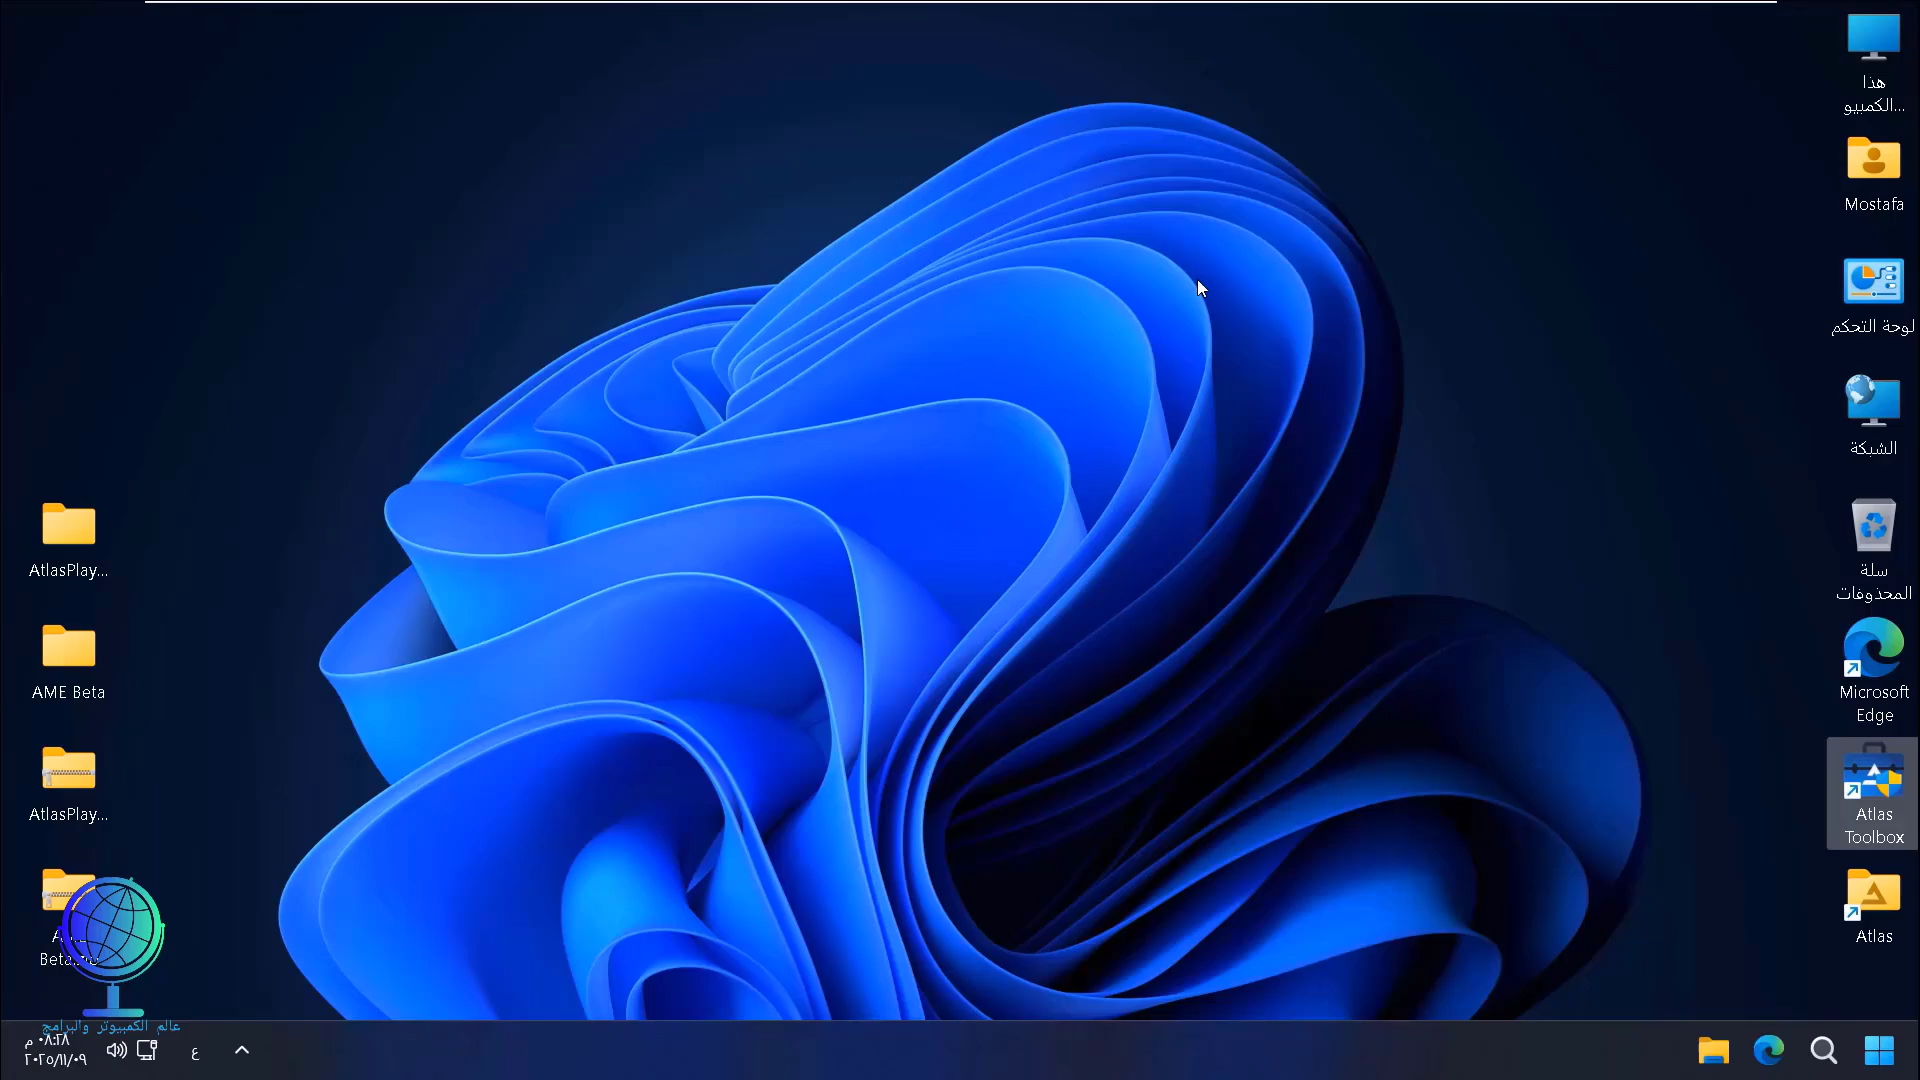 هذا
الكمبيو...
Mostafa
لوحة التحكم
الشبكة
سلة
المحذوفات
Microsoft
Edge
Atlas
Toolbox
Atlas
AtlasPlay...
AME Beta
AtlasPlay...
عالم الكمبيوتر والبرامج
٠٨:٢٨ م
٢٠٢٥/١١/٠٩
ع